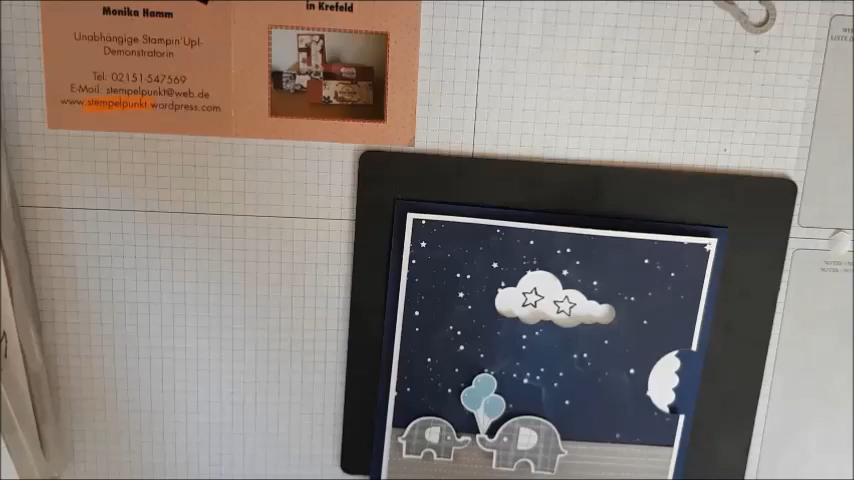 Monika Hamm
in Krefeld
Unabhängige Stampin'Up!-
Demonstratorin
Tel: 02151-547569
E-Mail: stempelpunkt@web.de
www.stempelpunkt.wordpress.com